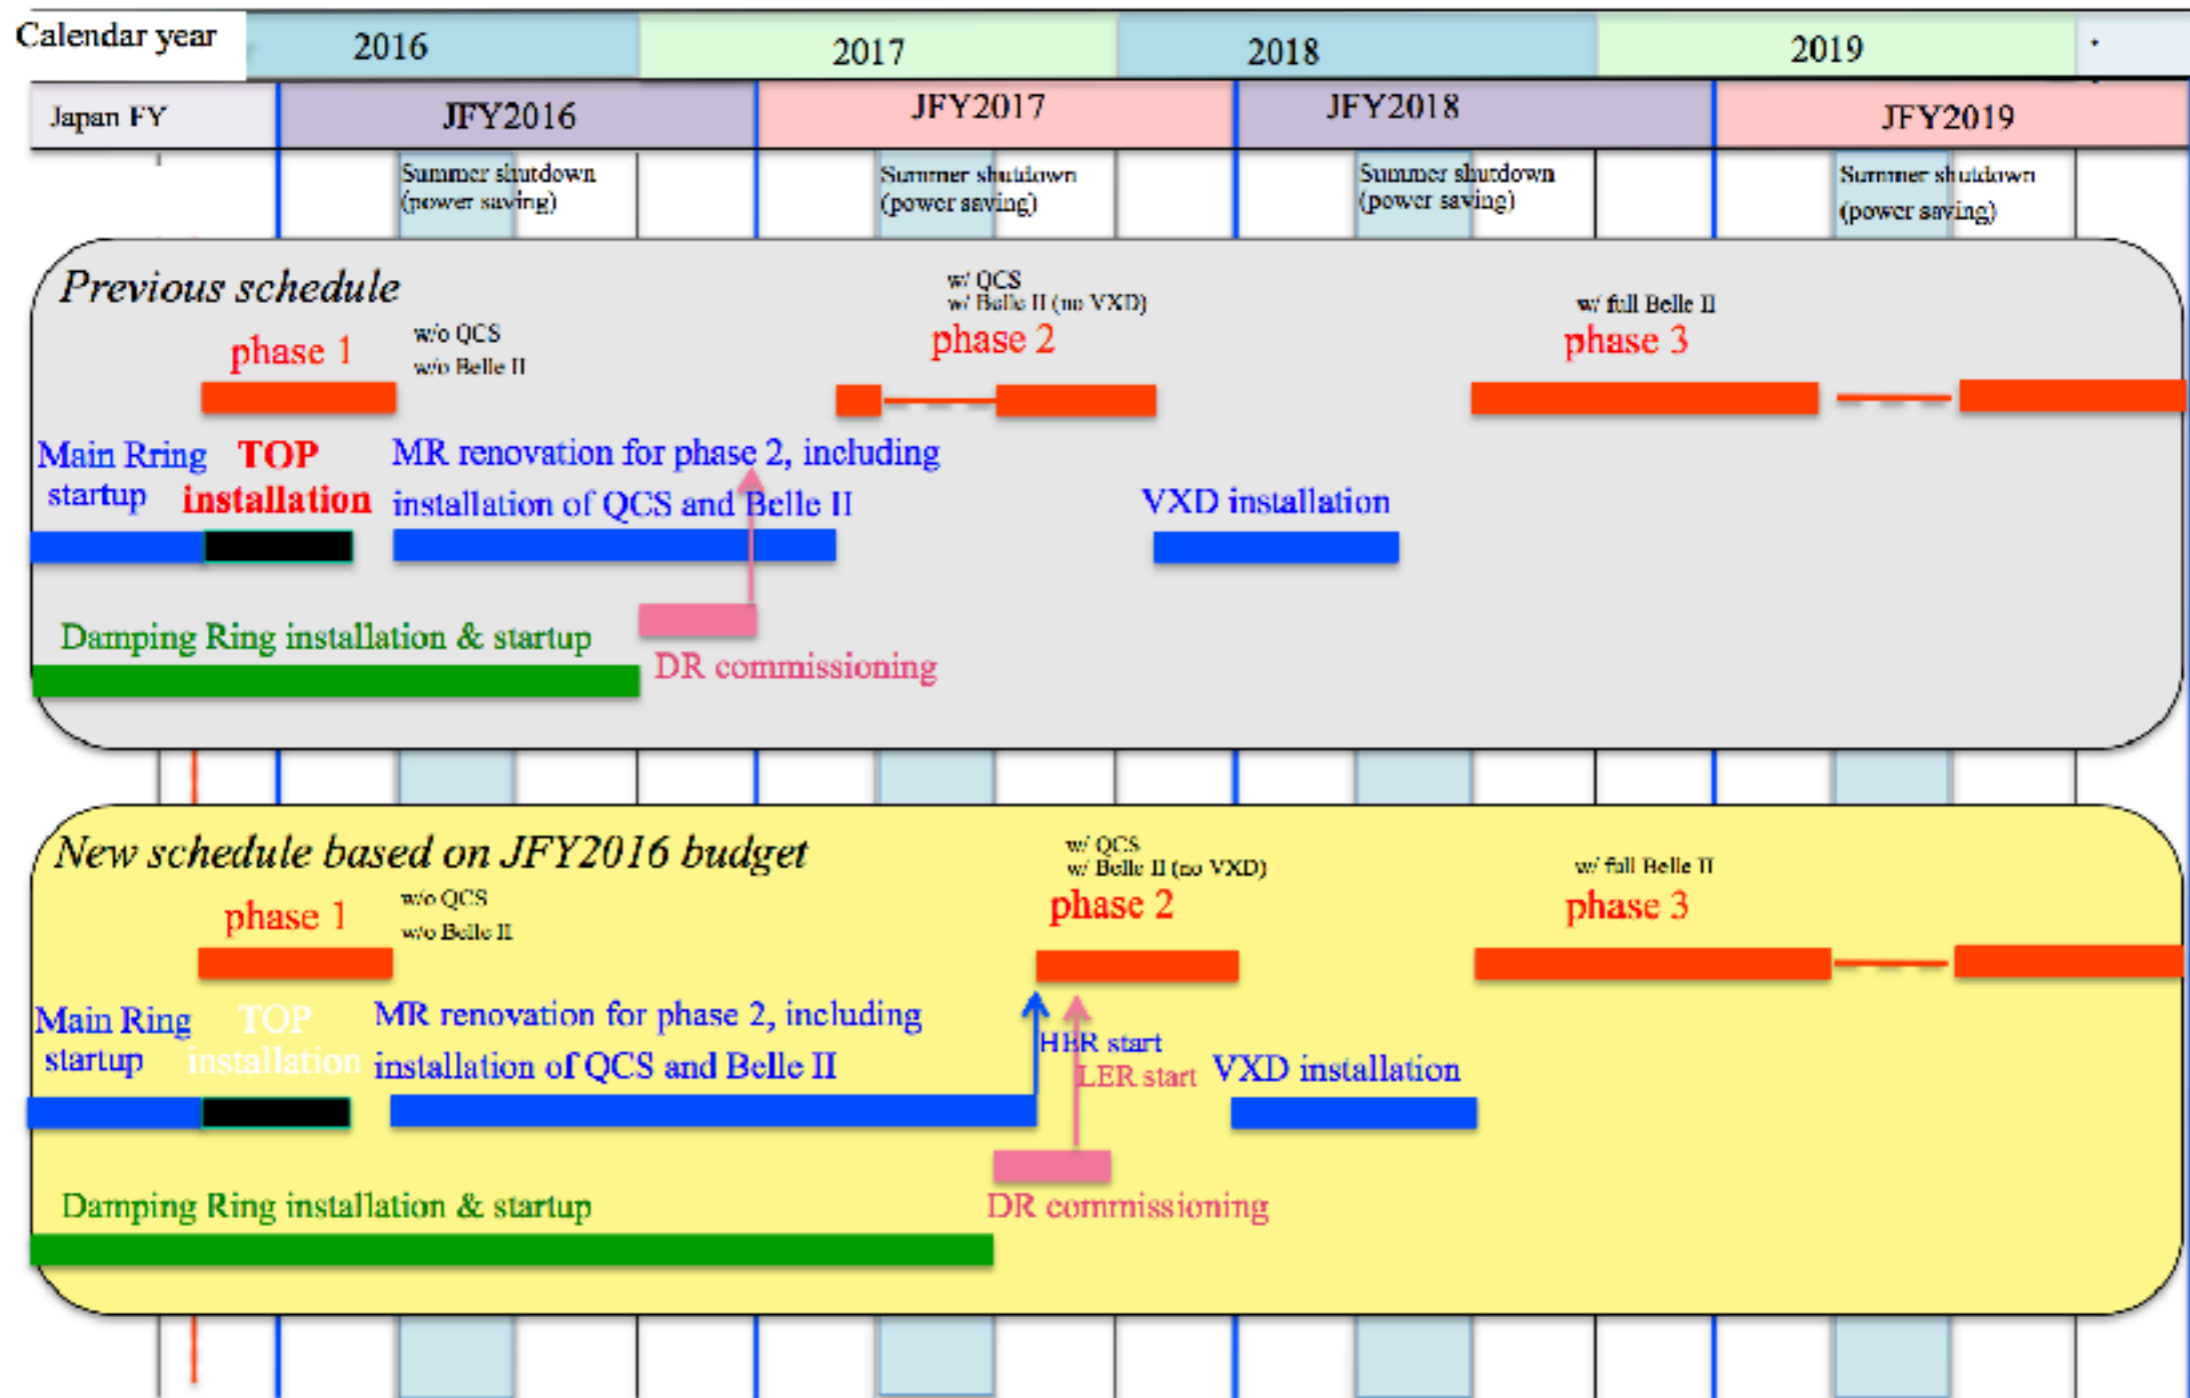 Calendar year
2016
2017
2018
2019
Japan FY
JFY2016
JFY2017
JFY2018
JFY2019
Summer shutdown
(power saving)
Summer shutdown
(power saving)
Summer shutdown
(power saving)
Summer shutdown
(power saving)
Previous schedule
phase 1
w/o QCS
w/o Belle II
w/ QCS
w/ Belle II (no VXD)
phase 2
w/ full Belle II
phase 3
Main Rring
startup
TOP
installation
MR renovation for phase 2, including
installation of QCS and Belle II
VXD installation
Damping Ring installation & startup
DR commissioning
New schedule based on JFY2016 budget
phase 1
w/o QCS
w/o Belle II
w/ QCS
w/ Belle II (no VXD)
phase 2
w/ full Belle II
phase 3
Main Ring
startup
TOP
installation
MR renovation for phase 2, including
installation of QCS and Belle II
HER start
LER start
VXD installation
DR commissioning
Damping Ring installation & startup